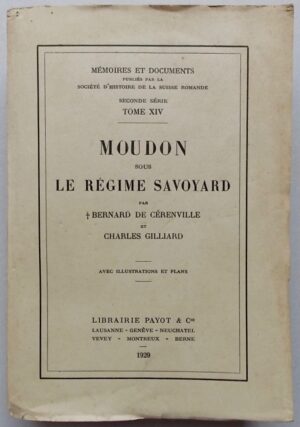 MÉMOIRES ET DOCUMENTS
PUBLIÉS PAR LA
SOCIÉTÉ D'HISTOIRE DE LA SUISSE ROMANDE
SECONDE SÉRIE
TOME XIV
MOUDON
SOUS
LE RÉGIME SAVOYARD
PAR
† BERNARD DE CÉRENVILLE
ET
CHARLES GILLIARD
AVEC ILLUSTRATIONS ET PLANS
LIBRAIRIE PAYOT & Cie
LAUSANNE - GENÈVE - NEUCHATEL
VEVEY - MONTREUX - BERNE
1929